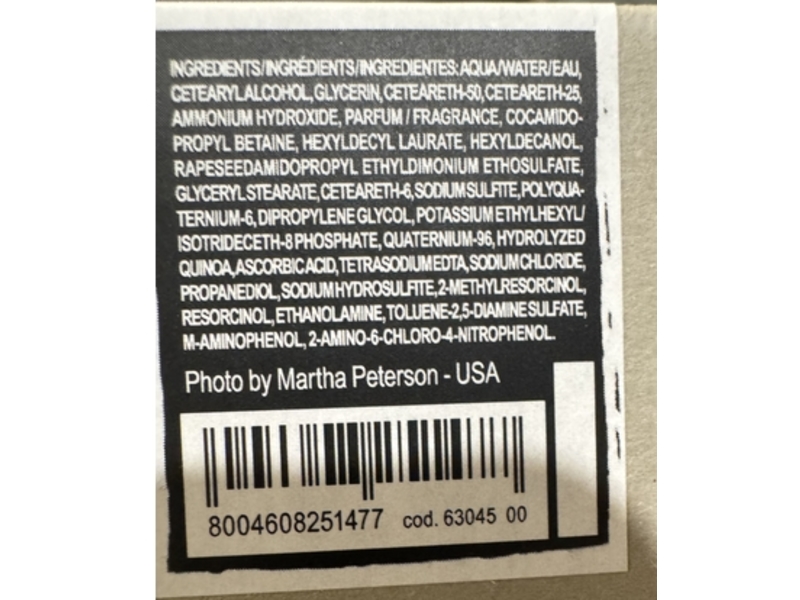 INGREDIENTS/INGRÉDIENTS/INGREDIENTES: AQUA/WATER/EAU,
CETEARYL ALCOHOL, GLYCERIN, CETEARETH-50, CETEARETH-25,
AMMONIUM HYDROXIDE, PARFUM / FRAGRANCE, COCAMIDO-
PROPYL BETAINE, HEXYLDECYL LAURATE, HEXYLDECANOL,
RAPESEEDAMIDOPROPYL ETHYLDIMONIUM ETHOSULFATE,
GLYCERYL STEARATE, CETEARETH-6, SODIUM SULFITE, POLYQUA-
TERNIUM-6, DIPROPYLENE GLYCOL, POTASSIUM ETHYLHEXYL/
ISOTRIDECETH-8 PHOSPHATE, QUATERNIUM-96, HYDROLYZED
QUINOA, ASCORBIC ACID, TETRASODIUM EDTA, SODIUM CHLORIDE,
PROPANEDIOL, SODIUM HYDROSULFITE, 2-METHYLRESORCINOL,
RESORCINOL, ETHANOLAMINE, TOLUENE-2,5-DIAMINE SULFATE,
M-AMINOPHENOL, 2-AMINO-6-CHLORO-4-NITROPHENOL.
Photo by Martha Peterson - USA
8004608251477 cod. 63045 00